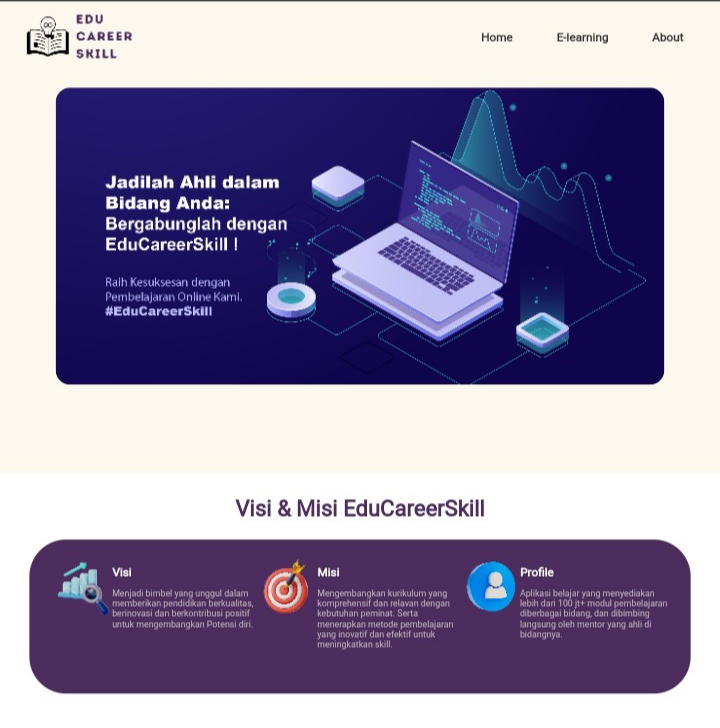 EDU
CAREER
SKILL
Home
E-learning
About
Jadilah Ahli dalam
Bidang Anda:
Bergabunglah dengan
EduCareerSkill !
Raih Kesuksesan dengan
Pembelajaran Online Kami.
#EduCareerSkill
Visi & Misi EduCareerSkill
Visi
Menjadi bimbel yang unggul dalam
memberikan pendidikan berkualitas,
berinovasi dan berkontribusi positif
untuk mengembangkan Potensi diri.
Misi
Mengembangkan kurikulum yang
komprehensif dan relavan dengan
kebutuhan peminat. Serta
menerapkan metode pembelajaran
yang inovatif dan efektif untuk
meningkatkan skill.
Profile
Aplikasi belajar yang menyediakan
lebih dari 100 jt+ modul pembelajaran
diberbagai bidang, dan dibimbing
langsung oleh mentor yang ahli di
bidangnya.